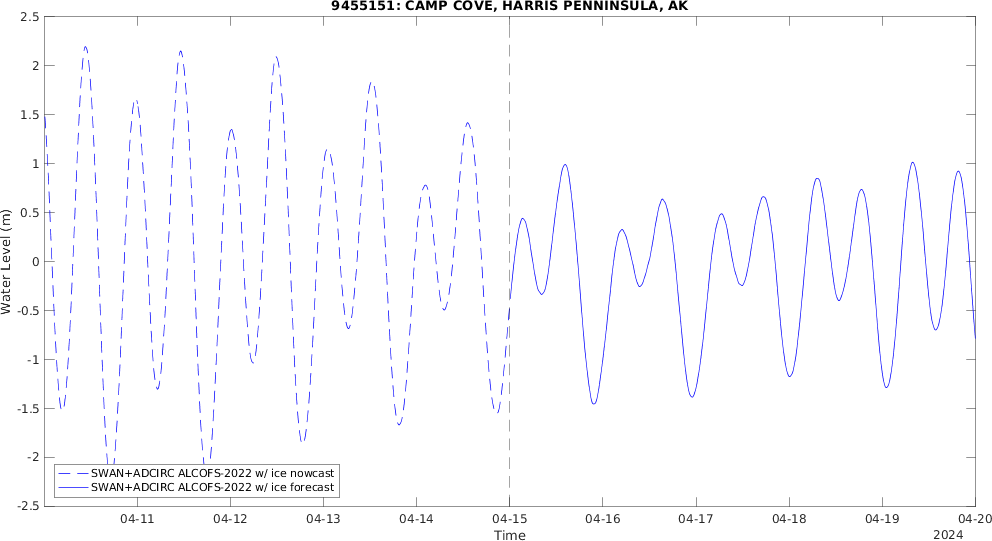 9455151: CAMP COVE, HARRIS PENNINSULA, AK
2.5
2
1.5
1
0.5
0
-0.5
-1
-1.5
-2
-2.5
Water Level (m)
SWAN+ADCIRC ALCOFS-2022 w/ ice nowcast
SWAN+ADCIRC ALCOFS-2022 w/ ice forecast
04-11 04-12 04-13 04-14 04-15 04-16 04-17 04-18 04-19 04-20
Time
2024